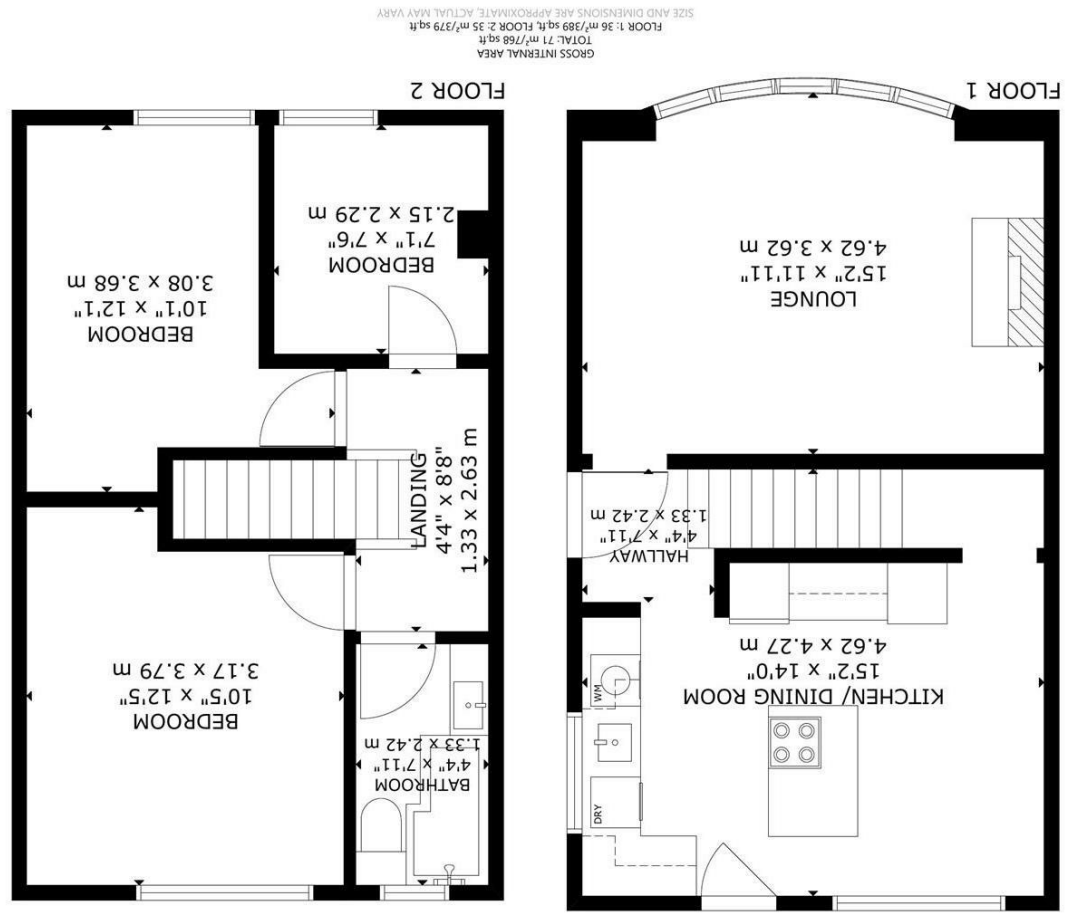 DRY
WM
KITCHEN/ DINING ROOM
15'2" x 14'0"
4.62 x 4.27 m
HALLWAY
4'4" x 7'11"
1.33 x 2.42 m
LOUNGE
15'2" x 11'11"
4.62 x 3.62 m
FLOOR 1
BATHROOM
4'4" x 7'11"
1.33 x 2.42 m
BEDROOM
10'5" x 12'5"
3.17 x 3.79 m
LANDING
4'4" x 8'8"
1.33 x 2.63 m
BEDROOM
7'1" x 7'6"
2.15 x 2.29 m
BEDROOM
10'1" x 12'1"
3.08 x 3.68 m
FLOOR 2
GROSS INTERNAL AREA
TOTAL: 71 m²/768 sq.ft
FLOOR 1: 36 m²/389 sq.ft, FLOOR 2: 35 m²/379 sq.ft
SIZE AND DIMENSIONS ARE APPROXIMATE, ACTUAL MAY VARY